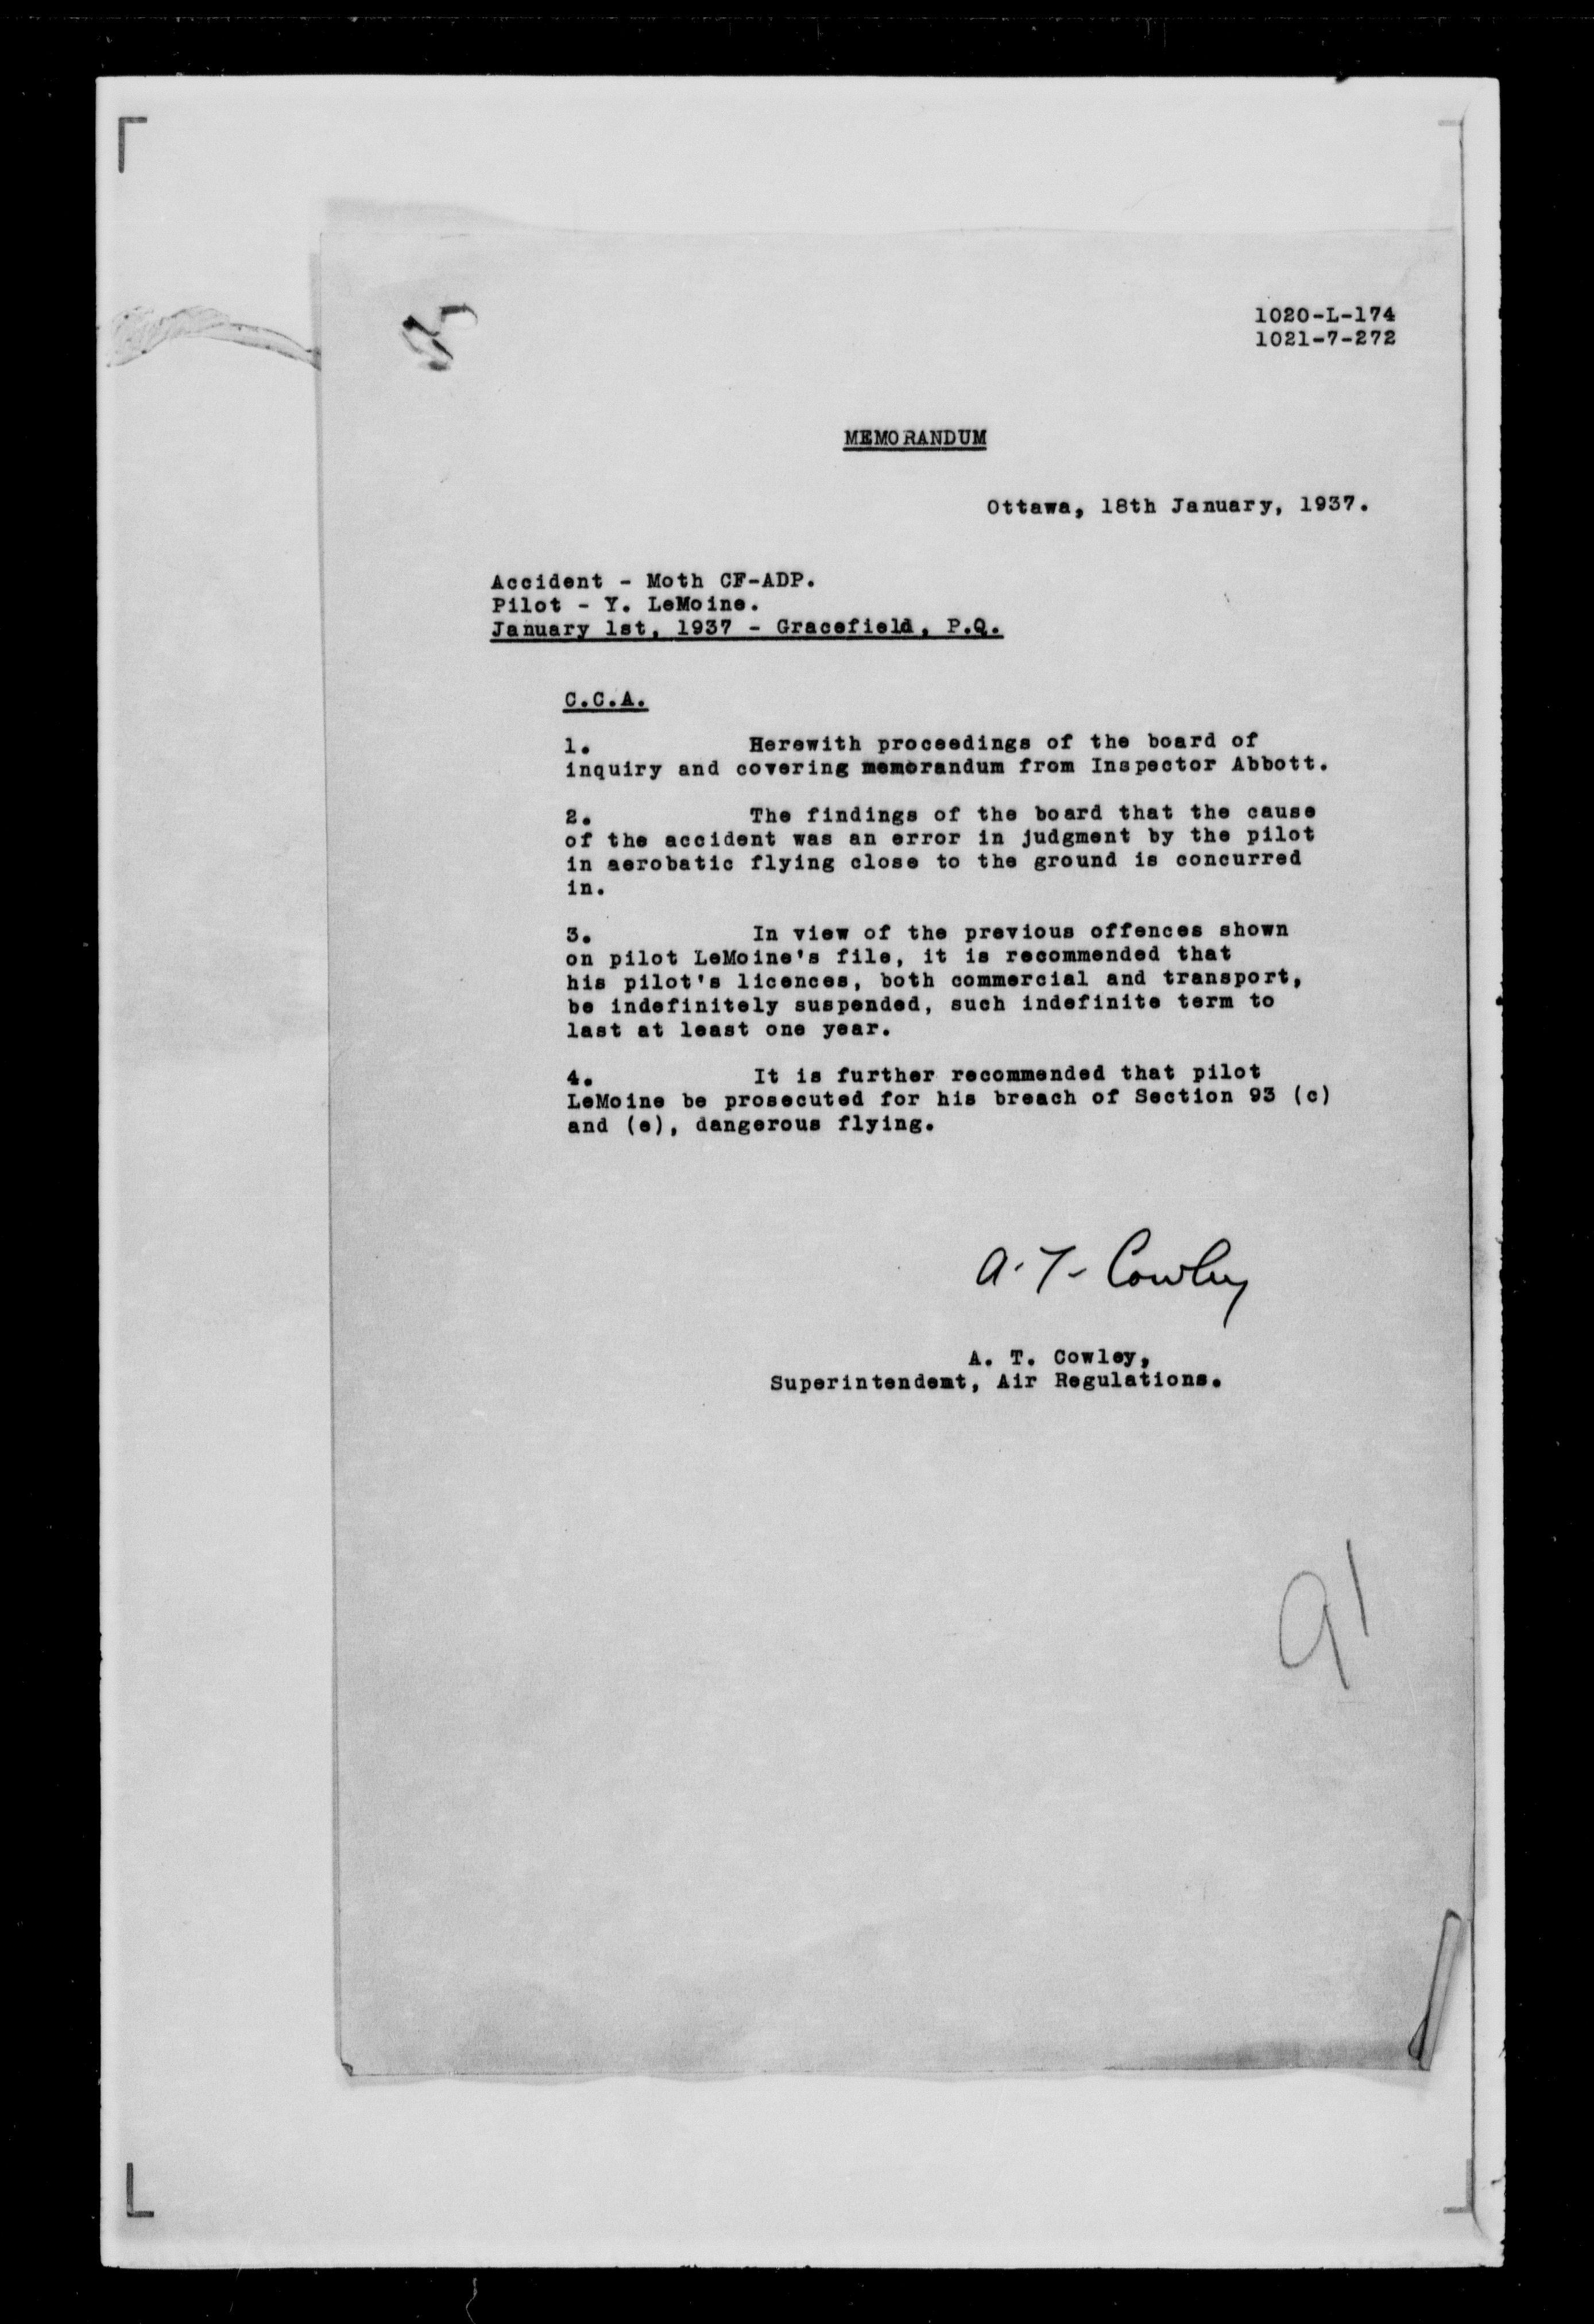 1020-L-174
1021-7-272
MEMORANDUM
Ottawa, 18th January, 1937.
Accident - Moth CF-ADP.
Pilot - Y. LeMoine.
January 1st, 1937 - Gracefield, P.Q.
C.C.A.
1. Herewith proceedings of the board of
inquiry and covering memorandum from Inspector Abbott.
2. The findings of the board that the cause
of the accident was an error in judgment by the pilot
in aerobatic flying close to the ground is concurred
in.
3. In view of the previous offences shown
on pilot LeMoine's file, it is recommended that
his pilot's licences, both commercial and transport,
be indefinitely suspended, such indefinite term to
last at least one year.
4. It is further recommended that pilot
LeMoine be prosecuted for his breach of Section 93 (c)
and (e), dangerous flying.
A. T. Cowley
A. T. Cowley,
Superintendent, Air Regulations.
91